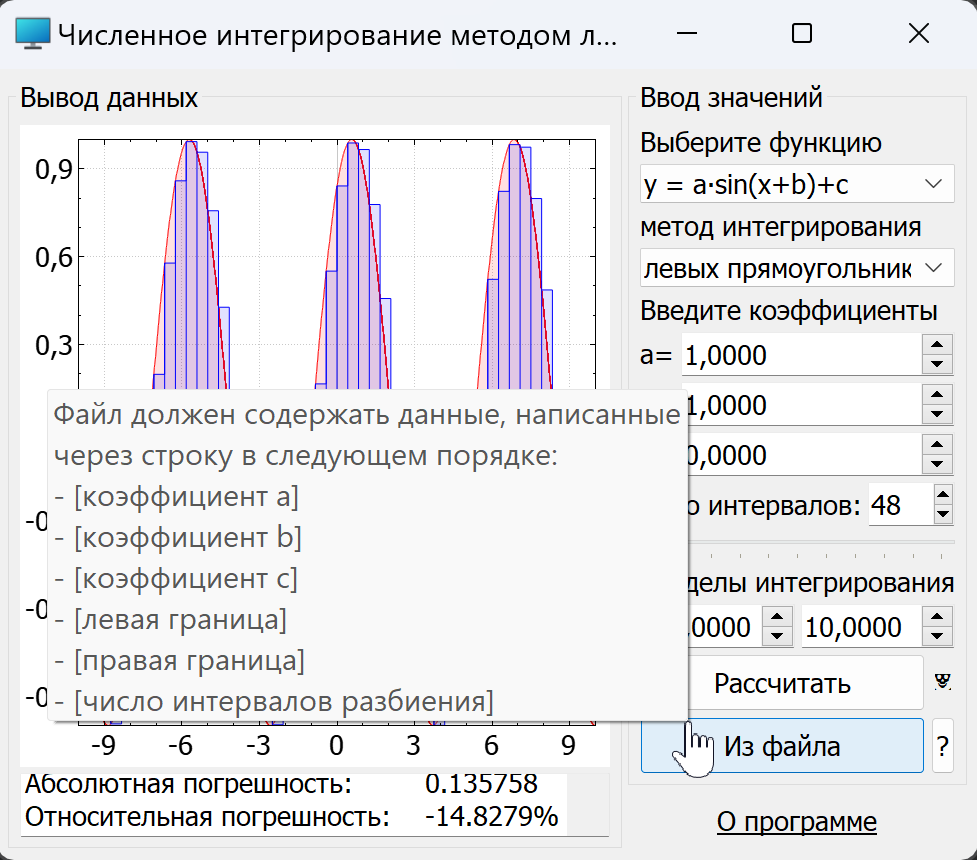 Численное интегрирование методом л...
Вывод данных
0,9
0,6
0,3
-0
-0
-0
-9 -6 -3 0 3 6 9
Абсолютная погрешность: 0.135758
Относительная погрешность: -14.8279%
Файл должен содержать данные, написанные
через строку в следующем порядке:
- [коэффициент a]
- [коэффициент b]
- [коэффициент c]
- [левая граница]
- [правая граница]
- [число интервалов разбиения]
Ввод значений
Выберите функцию
y = a·sin(x+b)+c
метод интегрирования
левых прямоугольник
Введите коэффициенты
a= 1,0000
1,0000
0,0000
о интервалов: 48
делы интегрирования
,0000 10,0000
Рассчитать
Из файла ?
О программе